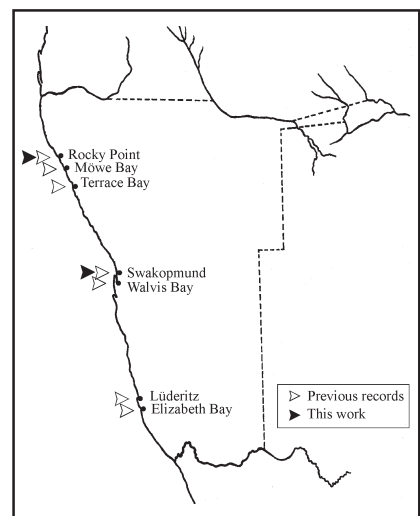 Rocky Point
Möwe Bay
Terrace Bay
Swakopmund
Walvis Bay
Lüderitz
Elizabeth Bay
Previous records
This work